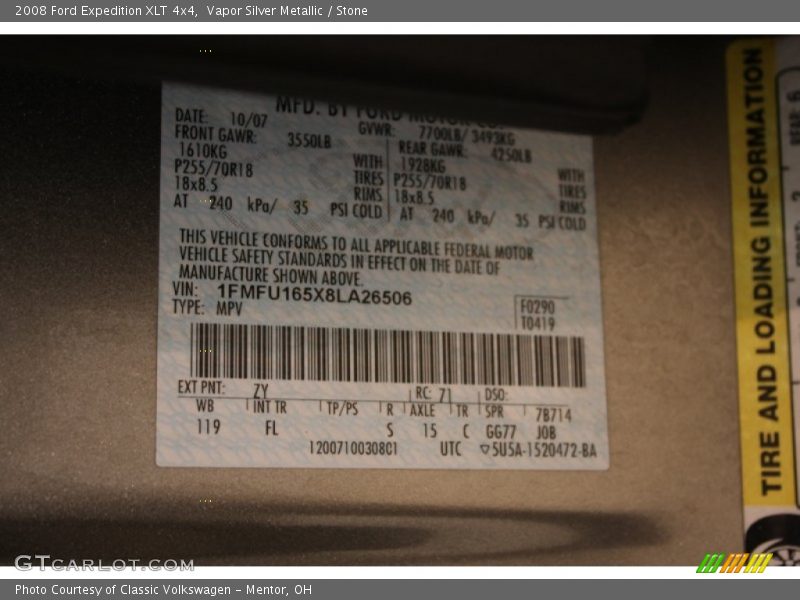 2008 Ford Expedition XLT 4x4, Vapor Silver Metallic / Stone
MFD. BY FORD MOTOR CO.
DATE: 10/07 GVWR: 7700LB/ 3493KG
FRONT GAWR: 3550LB REAR GAWR: 4250LB
1610KG WITH 1928KG WITH
P255/70R18 TIRES P255/70R18 TIRES
18x8.5 RIMS 18x8.5 RIMS
AT 240 kPa/ 35 PSI COLD AT 240 kPa/ 35 PSI COLD
THIS VEHICLE CONFORMS TO ALL APPLICABLE FEDERAL MOTOR
VEHICLE SAFETY STANDARDS IN EFFECT ON THE DATE OF
MANUFACTURE SHOWN ABOVE.
VIN: 1FMFU165X8LA26506 F0290
TYPE: MPV T0419
EXT PNT: ZY RC: 71 DSO:
WB INT TR TP/PS R AXLE TR SPR 7B714
119 FL S 15 C GG77 JOB
12007100308C1 UTC ▽5U5A-1520472-BA
TIRE AND LOADING INFORMATION
GTCARLOT.COM
Photo Courtesy of Classic Volkswagen - Mentor, OH